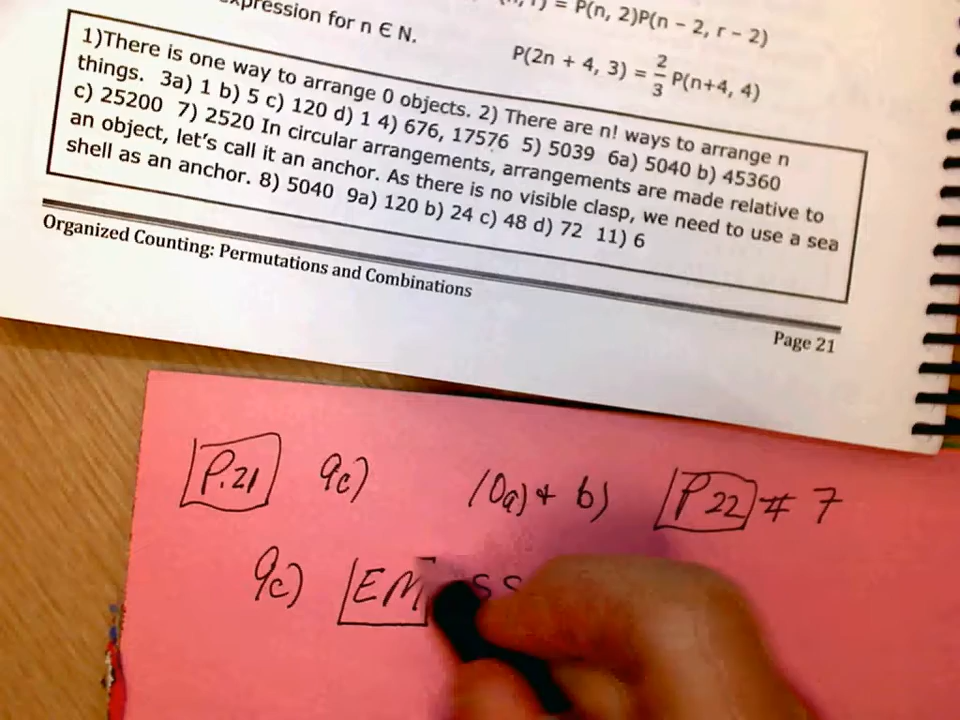 P(n, 2)P(n − 2, r − 2)
expression for n ∈ N.
P(2n + 4, 3) = 2/3 P(n+4, 4)
1)There is one way to arrange 0 objects. 2) There are n! ways to arrange n
things. 3a) 1 b) 5 c) 120 d) 1 4) 676, 17576 5) 5039 6a) 5040 b) 45360
c) 25200 7) 2520 In circular arrangements, arrangements are made relative to
an object, let's call it an anchor. As there is no visible clasp, we need to use a sea
shell as an anchor. 8) 5040 9a) 120 b) 24 c) 48 d) 72 11) 6
Organized Counting: Permutations and Combinations
Page 21
P.21 9c) 10a) + b) P22 # 7
9c) EM SS